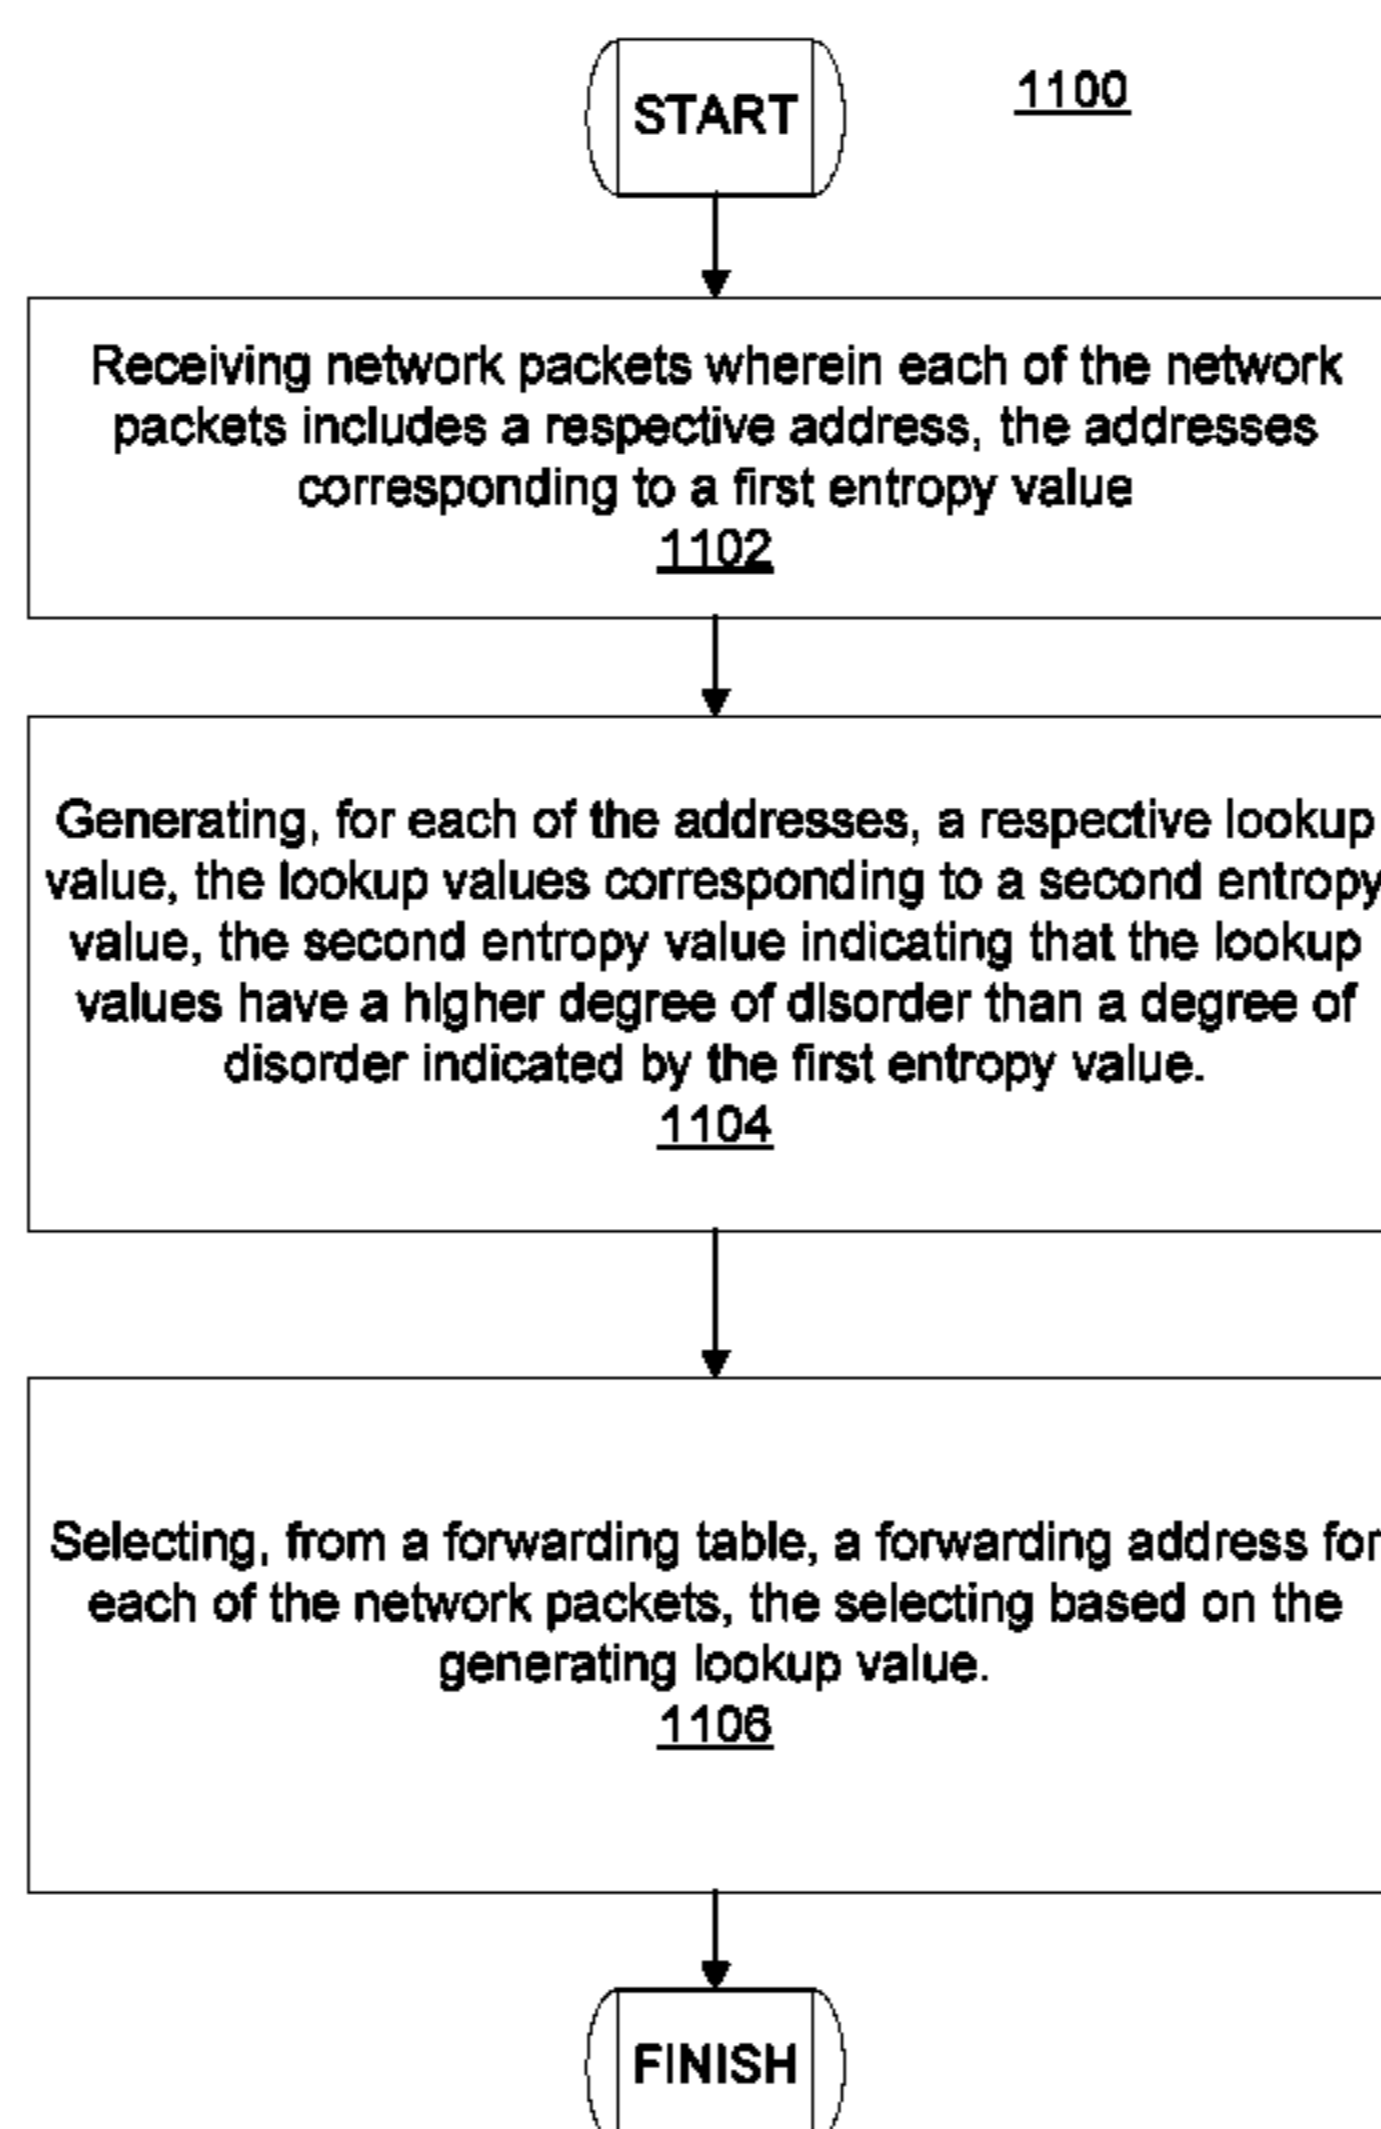 START
1100
Receiving network packets wherein each of the network
packets includes a respective address, the addresses
corresponding to a first entropy value
1102
Generating, for each of the addresses, a respective lookup
value, the lookup values corresponding to a second entropy
value, the second entropy value indicating that the lookup
values have a higher degree of disorder than a degree of
disorder indicated by the first entropy value.
1104
Selecting, from a forwarding table, a forwarding address for
each of the network packets, the selecting based on the
generating lookup value.
1106
FINISH